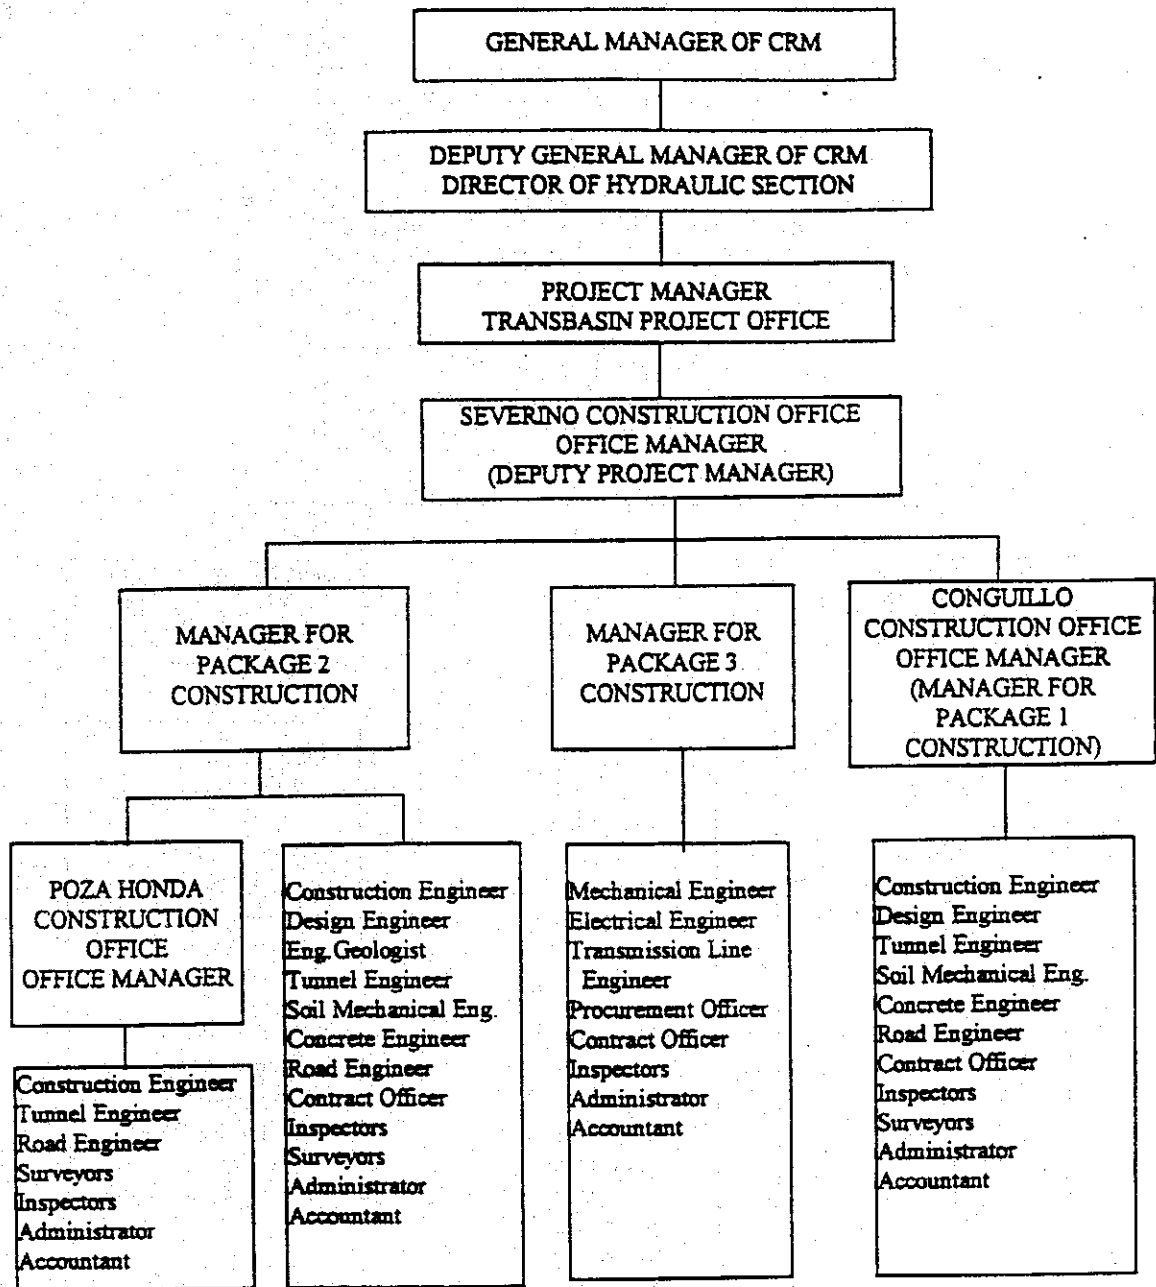 GENERAL MANAGER OF CRM
DEPUTY GENERAL MANAGER OF CRM
DIRECTOR OF HYDRAULIC SECTION
PROJECT MANAGER
TRANSBASIN PROJECT OFFICE
SEVERINO CONSTRUCTION OFFICE
OFFICE MANAGER
(DEPUTY PROJECT MANAGER)
MANAGER FOR
PACKAGE 2
CONSTRUCTION
MANAGER FOR
PACKAGE 3
CONSTRUCTION
CONGUILLO
CONSTRUCTION OFFICE
OFFICE MANAGER
(MANAGER FOR
PACKAGE 1
CONSTRUCTION)
POZA HONDA
CONSTRUCTION
OFFICE
OFFICE MANAGER
Construction Engineer
Tunnel Engineer
Road Engineer
Surveyors
Inspectors
Administrator
Accountant
Construction Engineer
Design Engineer
Eng.Geologist
Tunnel Engineer
Soil Mechanical Eng.
Concrete Engineer
Road Engineer
Contract Officer
Inspectors
Surveyors
Administrator
Accountant
Mechanical Engineer
Electrical Engineer
Transmission Line
Engineer
Procurement Officer
Contract Officer
Inspectors
Administrator
Accountant
Construction Engineer
Design Engineer
Tunnel Engineer
Soil Mechanical Eng.
Concrete Engineer
Road Engineer
Contract Officer
Inspectors
Surveyors
Administrator
Accountant